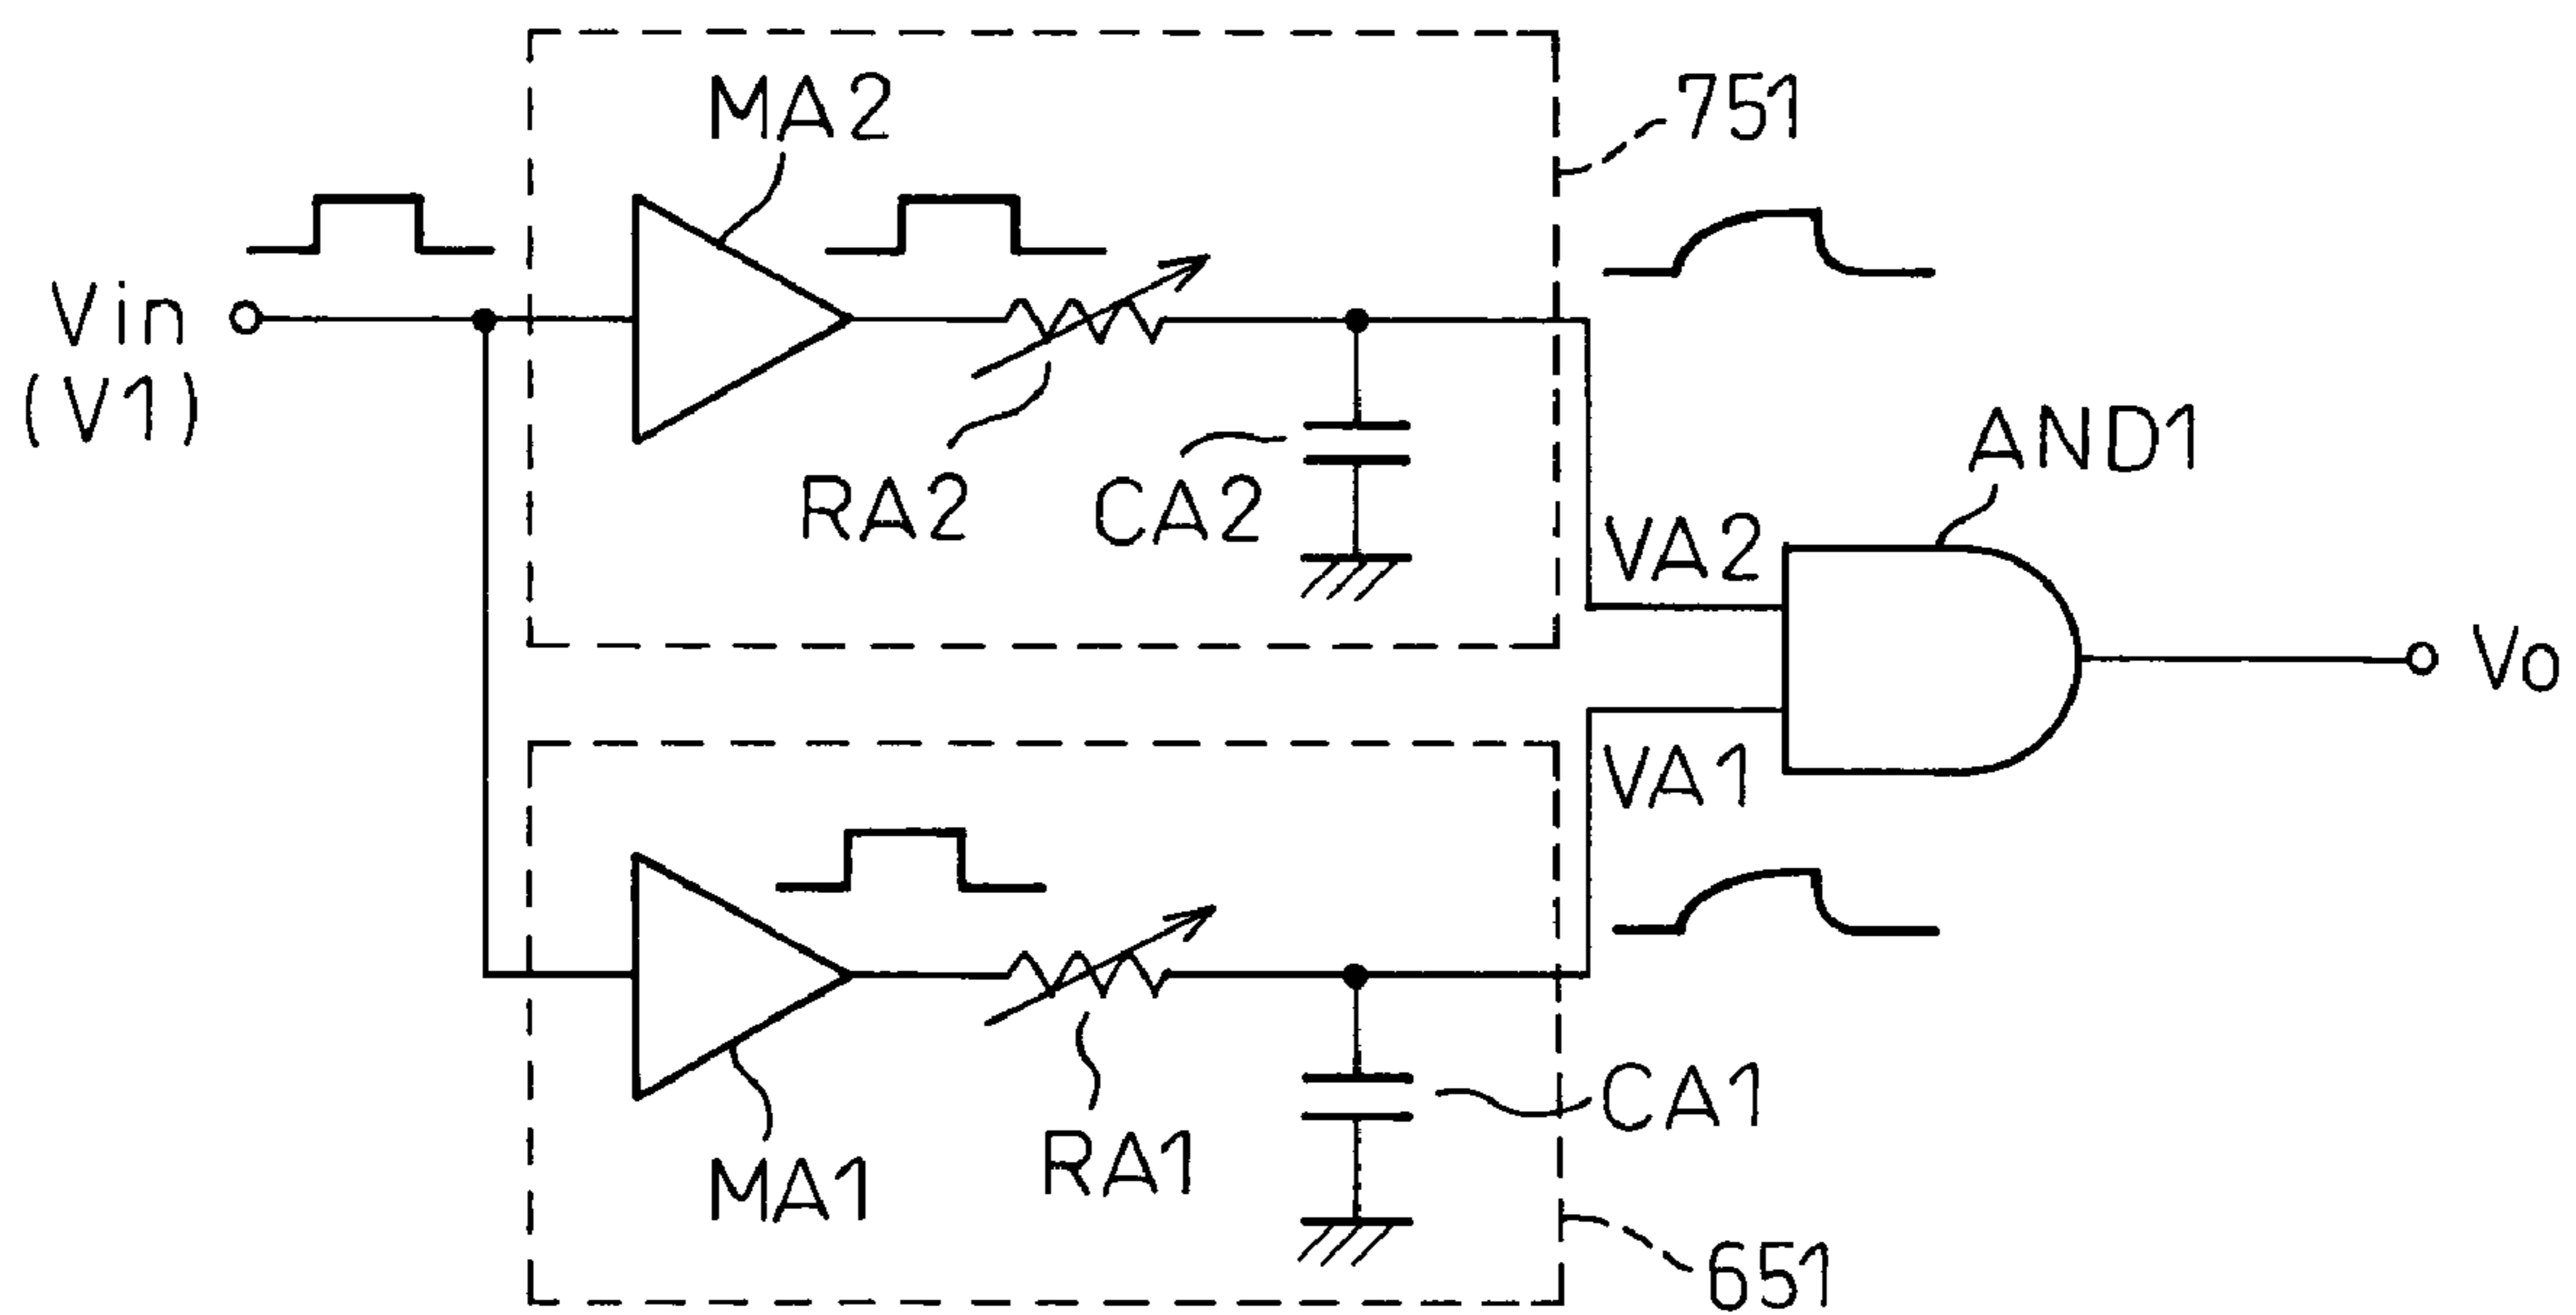 MA2
751
Vin
(V1)
AND1
RA2
CA2
VA2
Vo
VA1
CA1
RA1
MA1
651